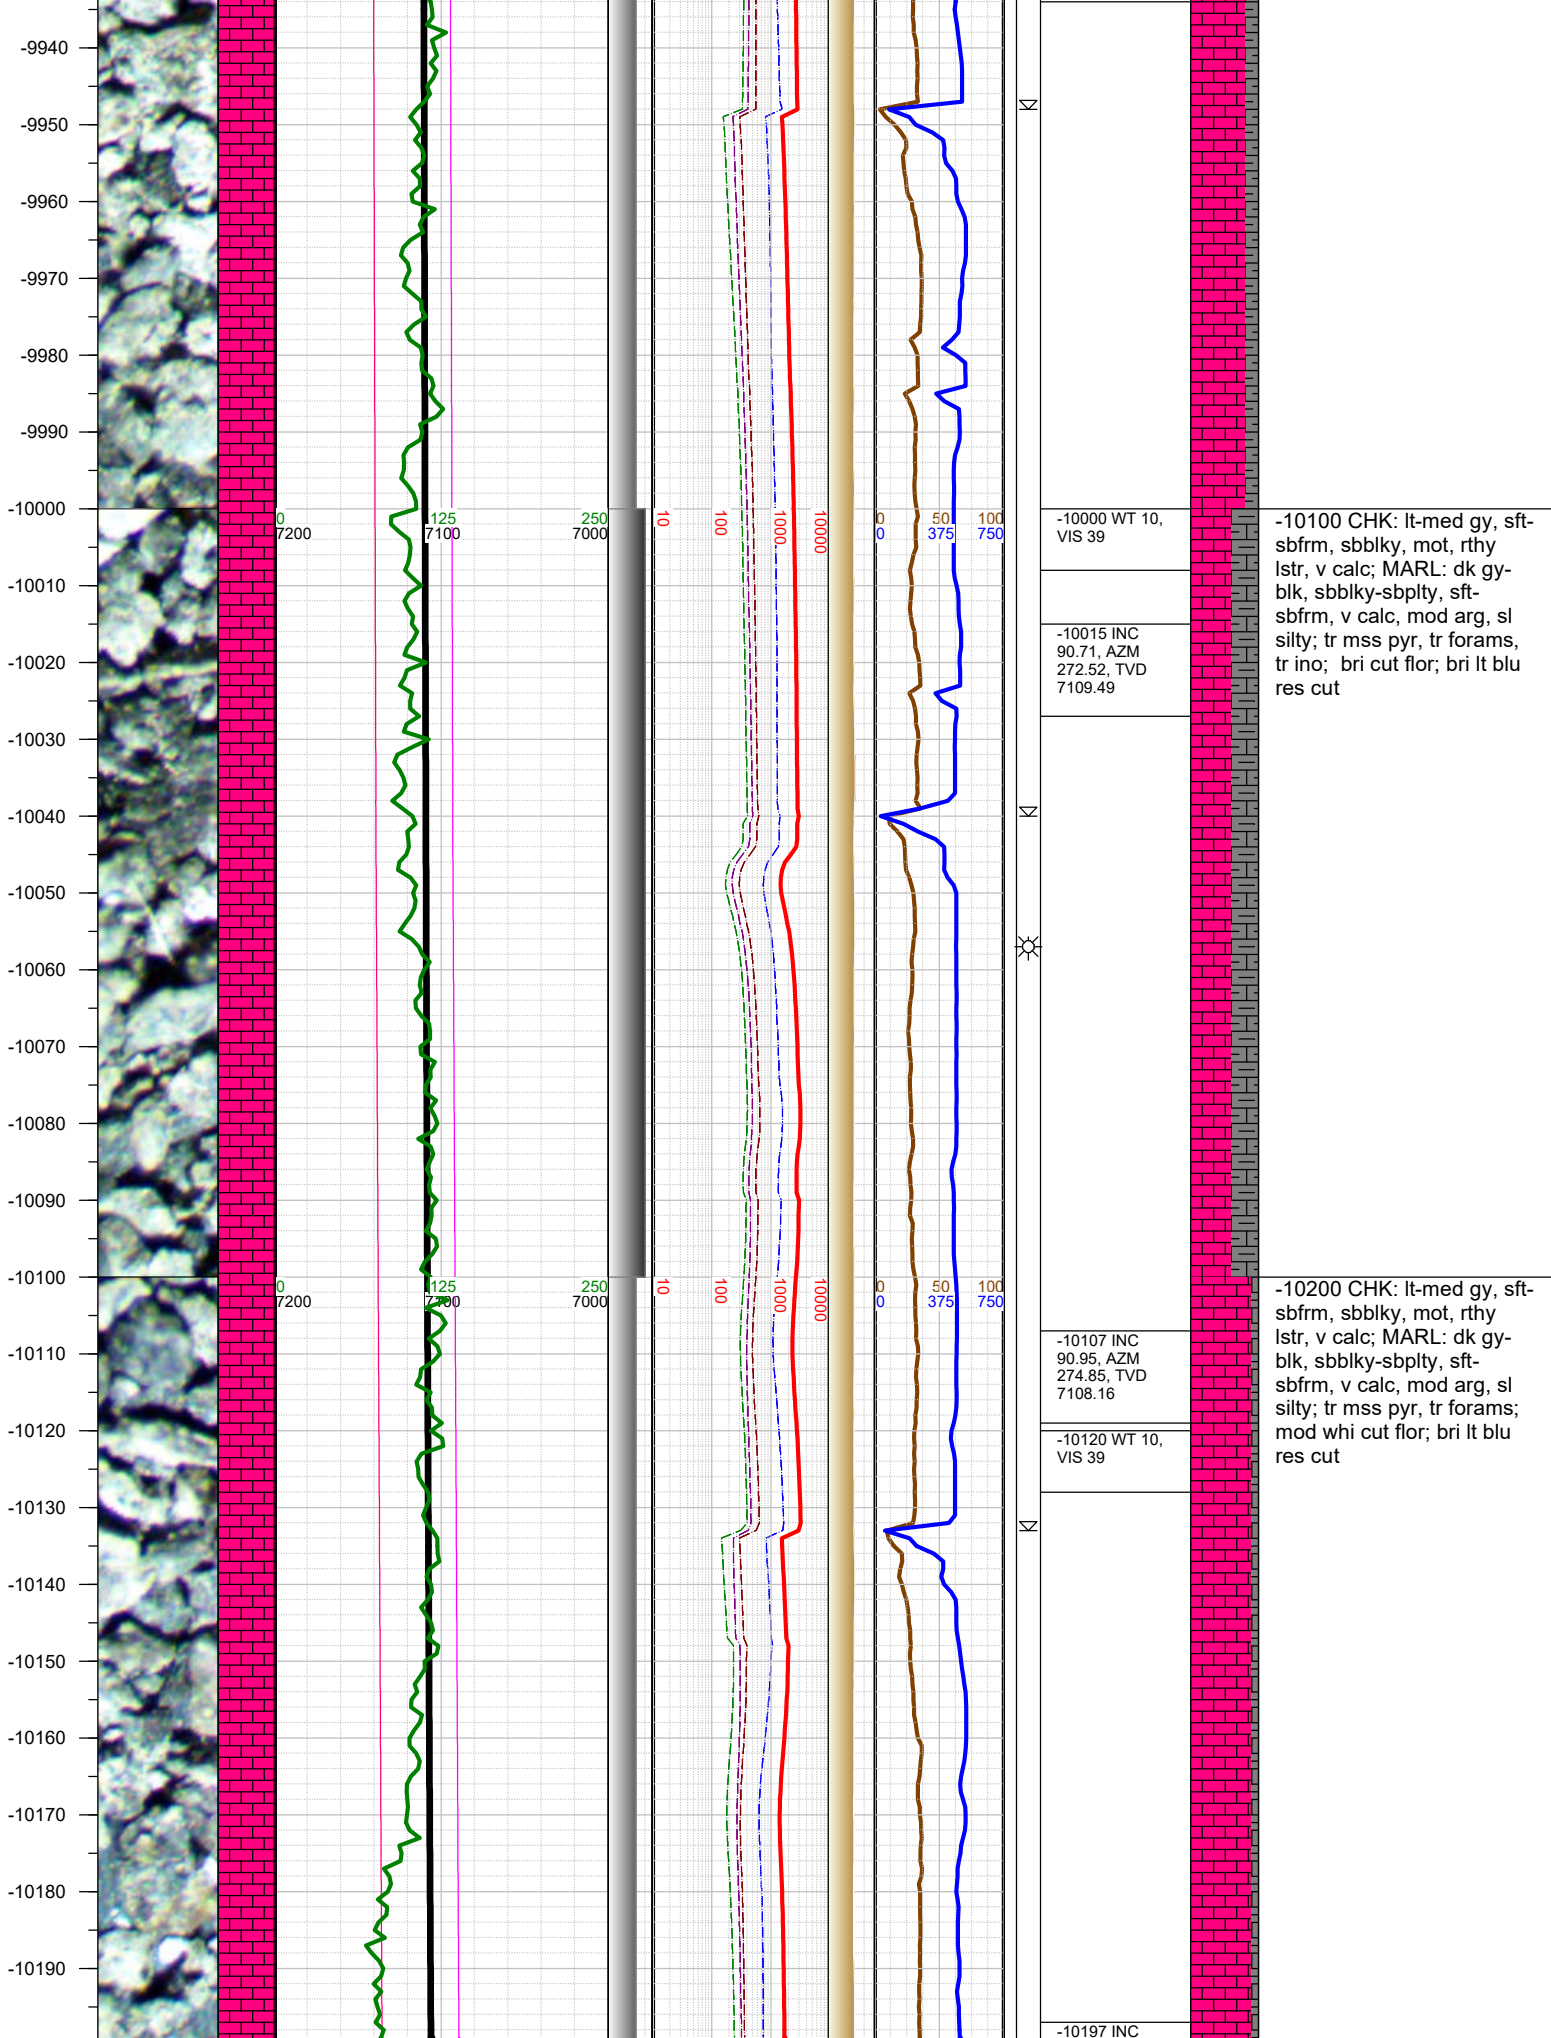 -9940
-9950
-9960
-9970
-9980
-9990
-10000
0 125 250
7200 7100 7000
10 100 1000 10000
0 50 100
0 375 750
-10000 WT 10,
VIS 39
-10100 CHK: lt-med gy, sft-
sbfrm, sbblky, mot, rthy
lstr, v calc; MARL: dk gy-
blk, sbblky-sbplty, sft-
sbfrm, v calc, mod arg, sl
silty; tr mss pyr, tr forams,
tr ino;  bri cut flor; bri lt blu
res cut
-10010
-10015 INC
90.71, AZM
272.52, TVD
7109.49
-10020
-10030
-10040
-10050
-10060
-10070
-10080
-10090
-10100
0 125 250
7200 7100 7000
10 100 1000 10000
0 50 100
0 375 750
-10200 CHK: lt-med gy, sft-
sbfrm, sbblky, mot, rthy
lstr, v calc; MARL: dk gy-
blk, sbblky-sbplty, sft-
sbfrm, v calc, mod arg, sl
silty; tr mss pyr, tr forams;
mod whi cut flor; bri lt blu
res cut
-10107 INC
90.95, AZM
274.85, TVD
7108.16
-10110
-10120
-10120 WT 10,
VIS 39
-10130
-10140
-10150
-10160
-10170
-10180
-10190
-10197 INC